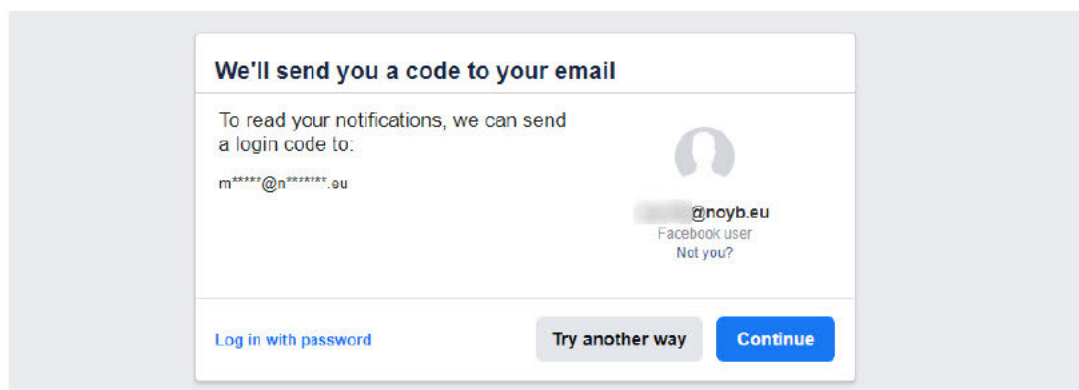 We'll send you a code to your email
To read your notifications, we can send
a login code to:
m*****@n*******.eu
@noyb.eu
Facebook user
Not you?
Log in with password
Try another way
Continue